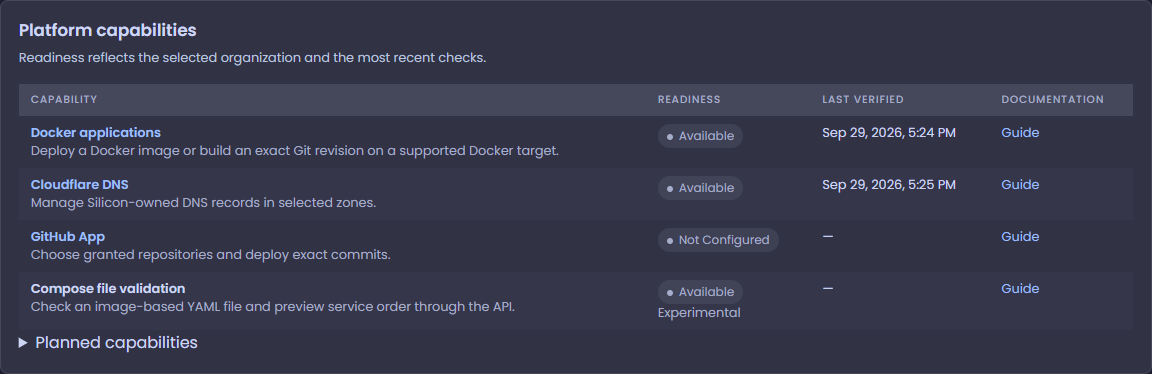 Platform capabilities
Readiness reflects the selected organization and the most recent checks.
CAPABILITY READINESS LAST VERIFIED DOCUMENTATION
Docker applications Available Sep 29, 2026, 5:24 PM Guide
Deploy a Docker image or build an exact Git revision on a supported Docker target.
Cloudflare DNS Available Sep 29, 2026, 5:25 PM Guide
Manage Silicon-owned DNS records in selected zones.
GitHub App Not Configured — Guide
Choose granted repositories and deploy exact commits.
Compose file validation Available — Guide
Check an image-based YAML file and preview service order through the API. Experimental
Planned capabilities